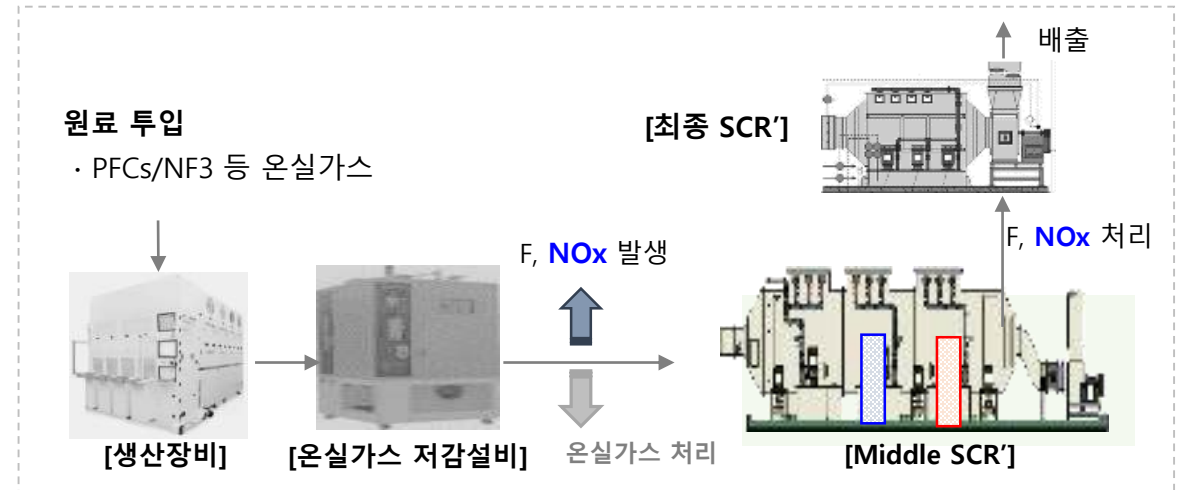 배출
원료 투입
· PFCs/NF3 등 온실가스
[최종 SCR’]
F, NOx 발생
F, NOx 처리
[생산장비]
[온실가스 저감설비]
온실가스 처리
[Middle SCR’]